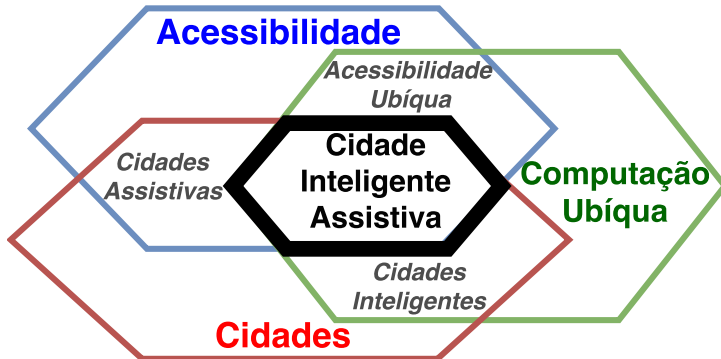 Acessibilidade
Acessibilidade
Ubíqua
Cidades
Assistivas
Cidade
Inteligente
Assistiva
Computação
Ubíqua
Cidades
Inteligentes
Cidades